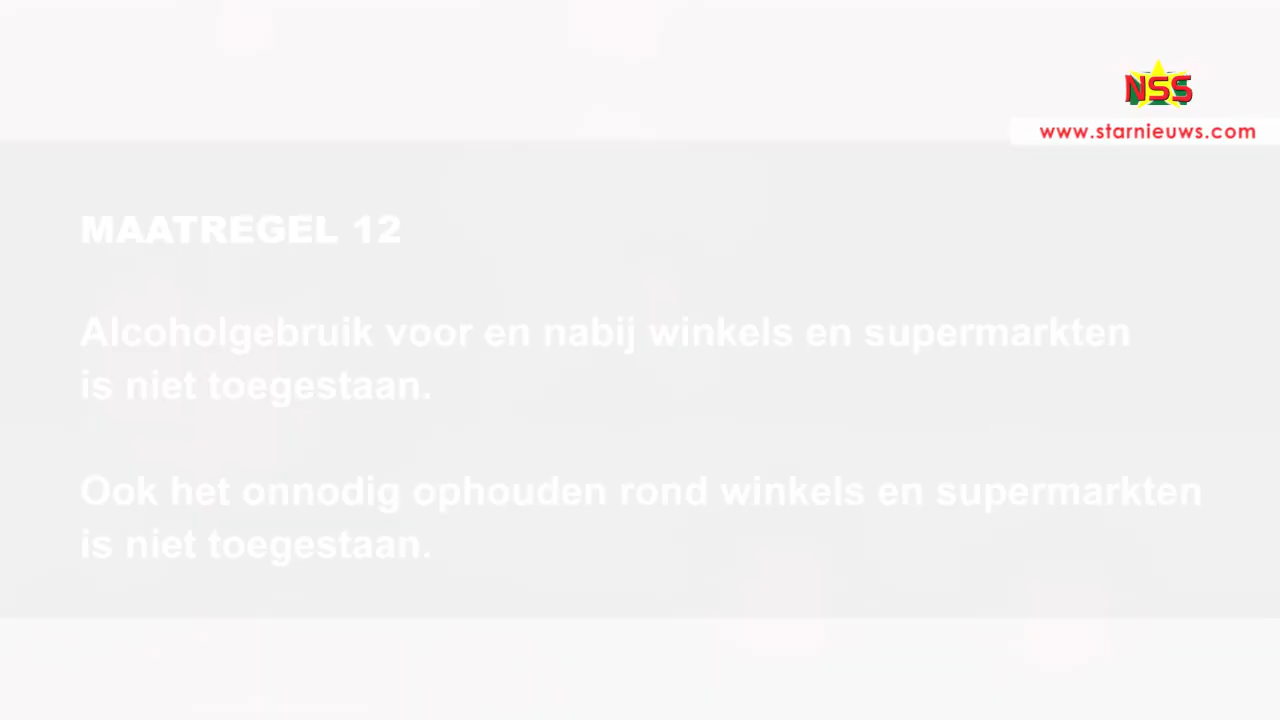 NSS
www.starnieuws.com
MAATREGEL 12
Alcoholgebruik voor en nabij winkels en supermarkten
is niet toegestaan.
Ook het onnodig ophouden rond winkels en supermarkten
is niet toegestaan.